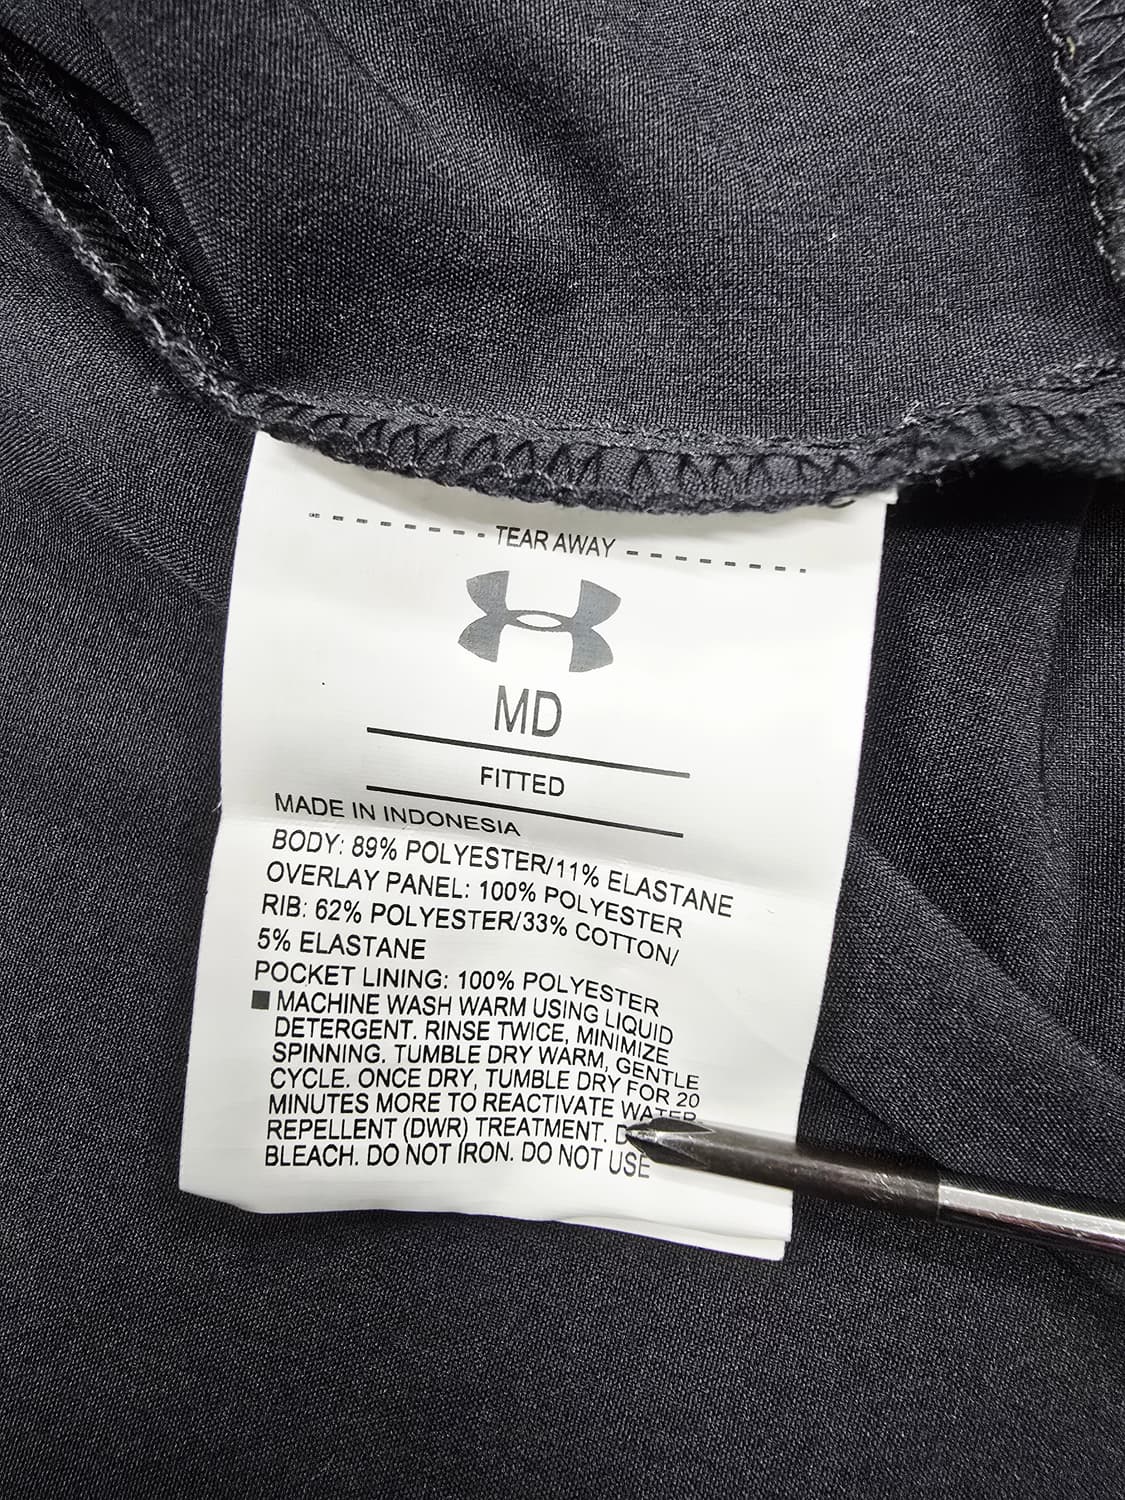 TEAR AWAY
MD
FITTED
MADE IN INDONESIA
BODY: 89% POLYESTER/11% ELASTANE
OVERLAY PANEL: 100% POLYESTER
RIB: 62% POLYESTER/33% COTTON/
5% ELASTANE
POCKET LINING: 100% POLYESTER
MACHINE WASH WARM USING LIQUID
DETERGENT. RINSE TWICE, MINIMIZE
SPINNING. TUMBLE DRY WARM, GENTLE
CYCLE. ONCE DRY, TUMBLE DRY FOR 20
MINUTES MORE TO REACTIVATE WATER
REPELLENT (DWR) TREATMENT.
BLEACH. DO NOT IRON. DO NOT USE